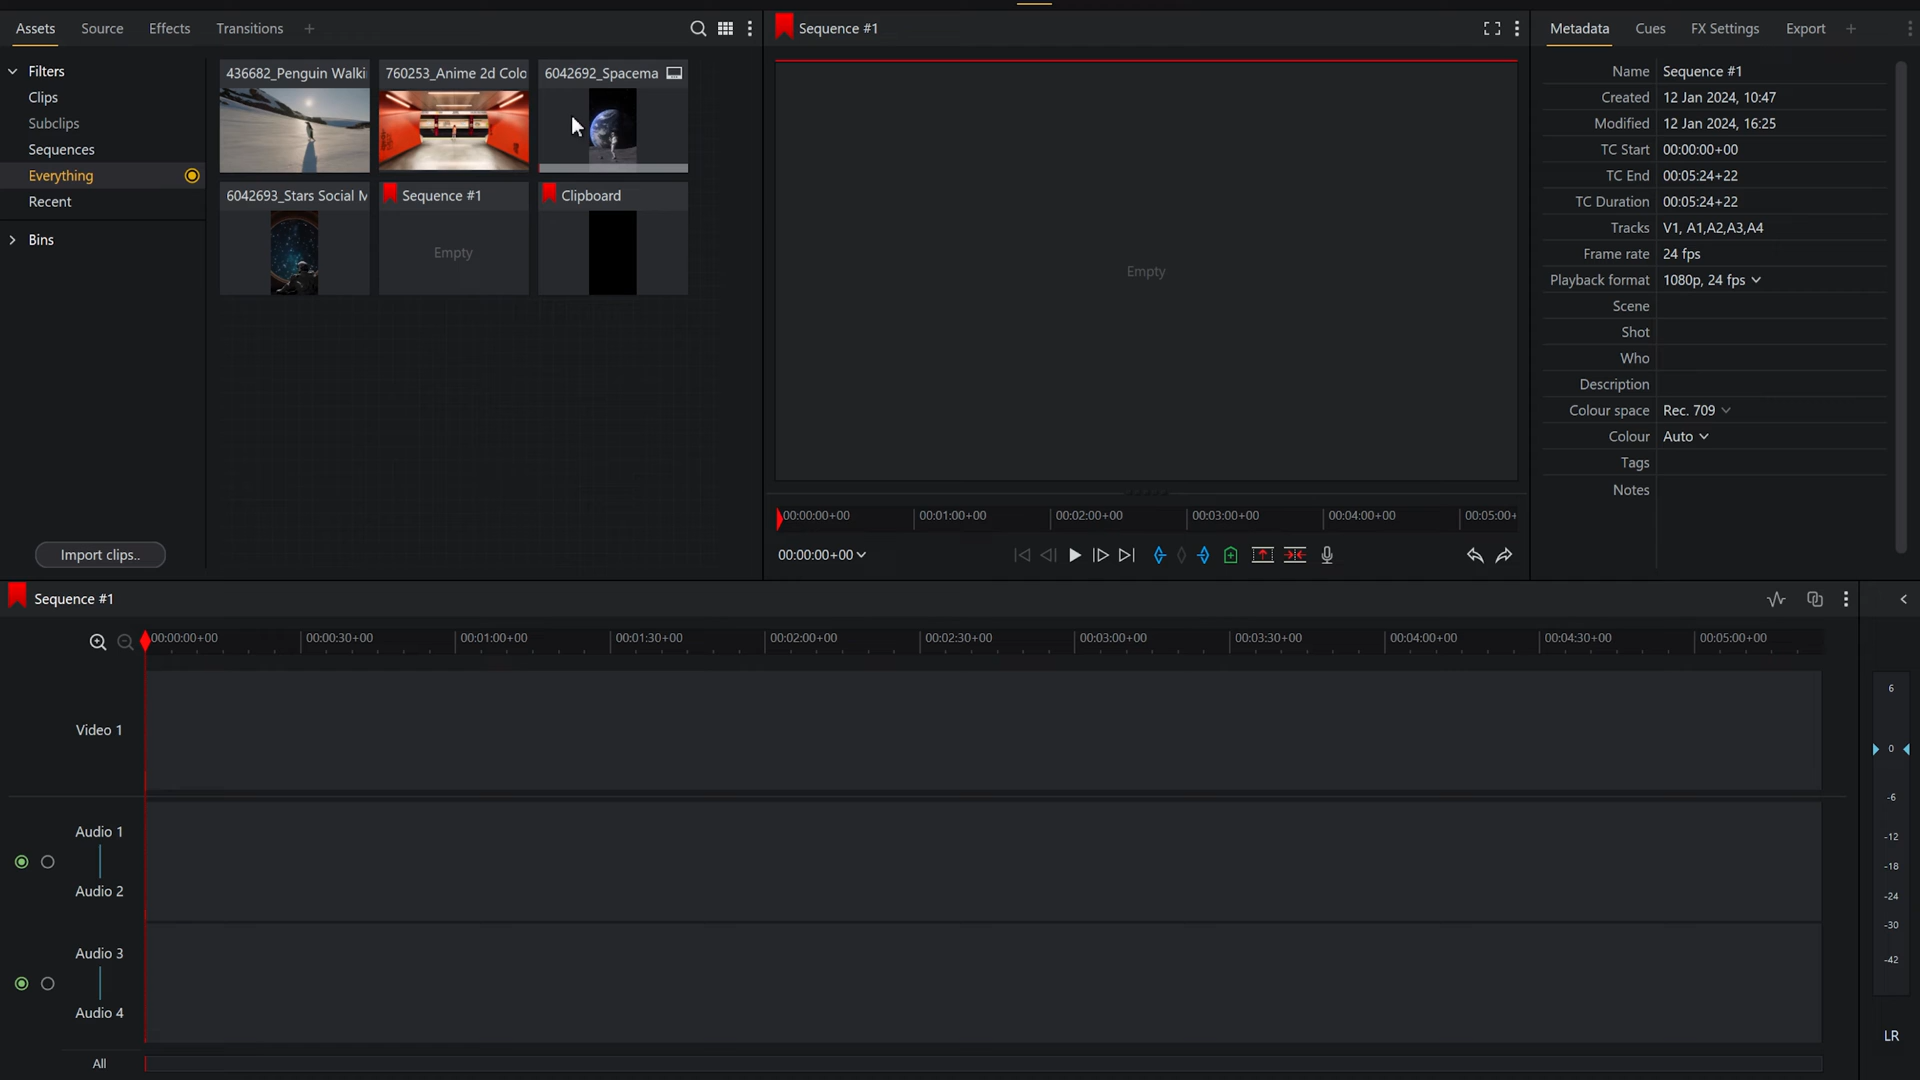 Assets Source Effects Transitions +
Filters
Clips
Subclips
Sequences
Everything
Recent
Bins
Import clips..
436682_Penguin Walki
760253_Anime 2d Colo
6042692_Spacema
6042693_Stars Social M
Sequence #1
Empty
Clipboard
Sequence #1
Empty
00:00:00+00 00:01:00+00 00:02:00+00 00:03:00+00 00:04:00+00 00:05:00+
00:00:00+00
Metadata Cues FX Settings Export +
Name Sequence #1
Created 12 Jan 2024, 10:47
Modified 12 Jan 2024, 16:25
TC Start 00:00:00+00
TC End 00:05:24+22
TC Duration 00:05:24+22
Tracks V1, A1,A2,A3,A4
Frame rate 24 fps
Playback format 1080p, 24 fps
Scene
Shot
Who
Description
Colour space Rec. 709
Colour Auto
Tags
Notes
Sequence #1
00:00:00+00 00:00:30+00 00:01:00+00 00:01:30+00 00:02:00+00 00:02:30+00 00:03:00+00 00:03:30+00 00:04:00+00 00:04:30+00 00:05:00+00
Video 1
Audio 1
Audio 2
Audio 3
Audio 4
All
6
0
-6
-12
-18
-24
-30
-42
LR